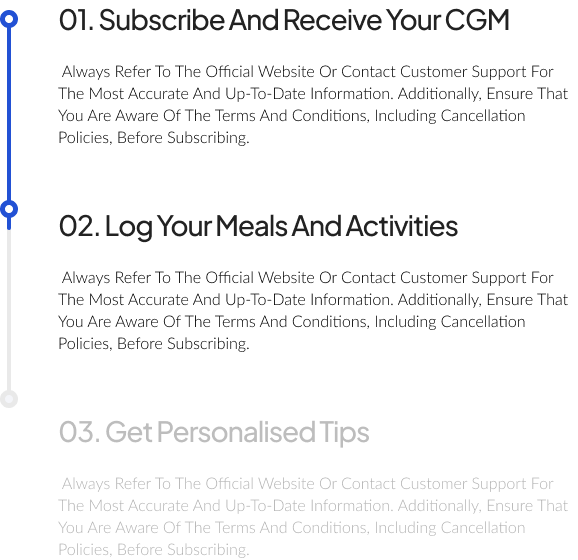 01. Subscribe And Receive Your CGM
Always Refer To The Official Website Or Contact Customer Support For
The Most Accurate And Up-To-Date Information. Additionally, Ensure That
You Are Aware Of The Terms And Conditions, Including Cancellation
Policies, Before Subscribing.
02. Log Your Meals And Activities
Always Refer To The Official Website Or Contact Customer Support For
The Most Accurate And Up-To-Date Information. Additionally, Ensure That
You Are Aware Of The Terms And Conditions, Including Cancellation
Policies, Before Subscribing.
03. Get Personalised Tips
Always Refer To The Official Website Or Contact Customer Support For
The Most Accurate And Up-To-Date Information. Additionally, Ensure That
You Are Aware Of The Terms And Conditions, Including Cancellation
Policies, Before Subscribing.